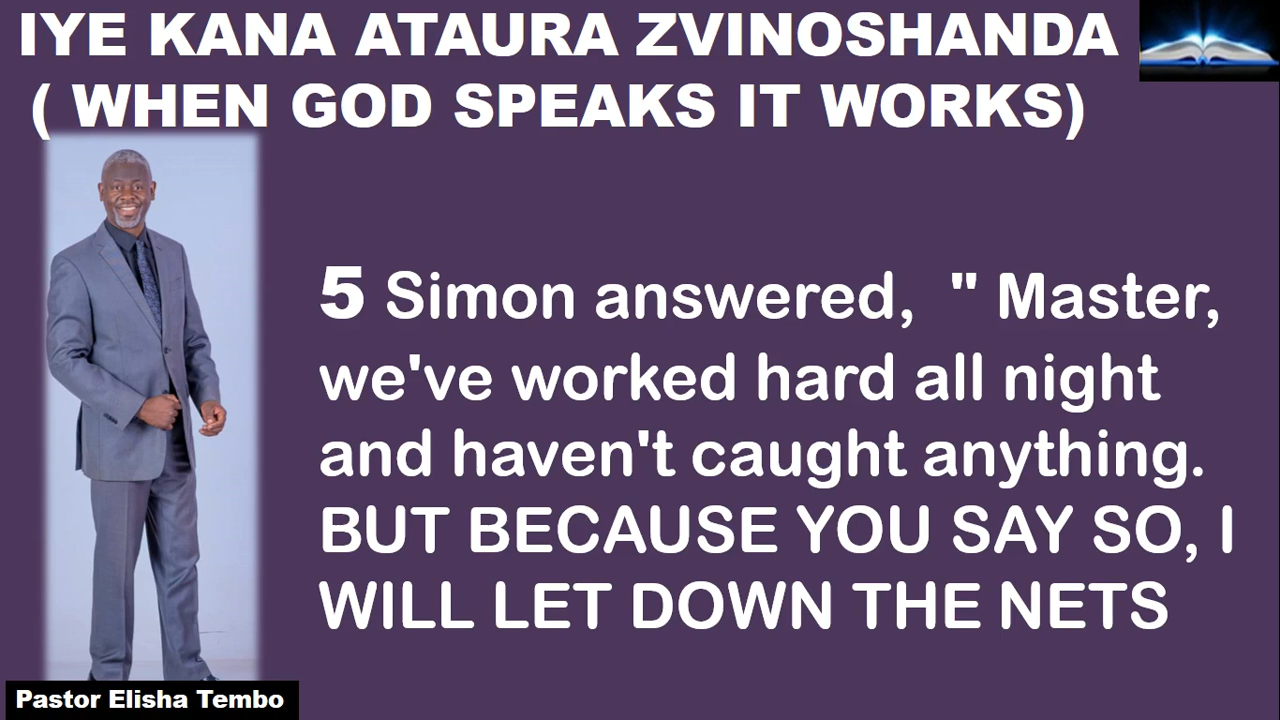 IYE KANA ATAURA ZVINOSHANDA
( WHEN GOD SPEAKS IT WORKS)
5 Simon answered, " Master,
we've worked hard all night
and haven't caught anything.
BUT BECAUSE YOU SAY SO, I
WILL LET DOWN THE NETS
Pastor Elisha Tembo